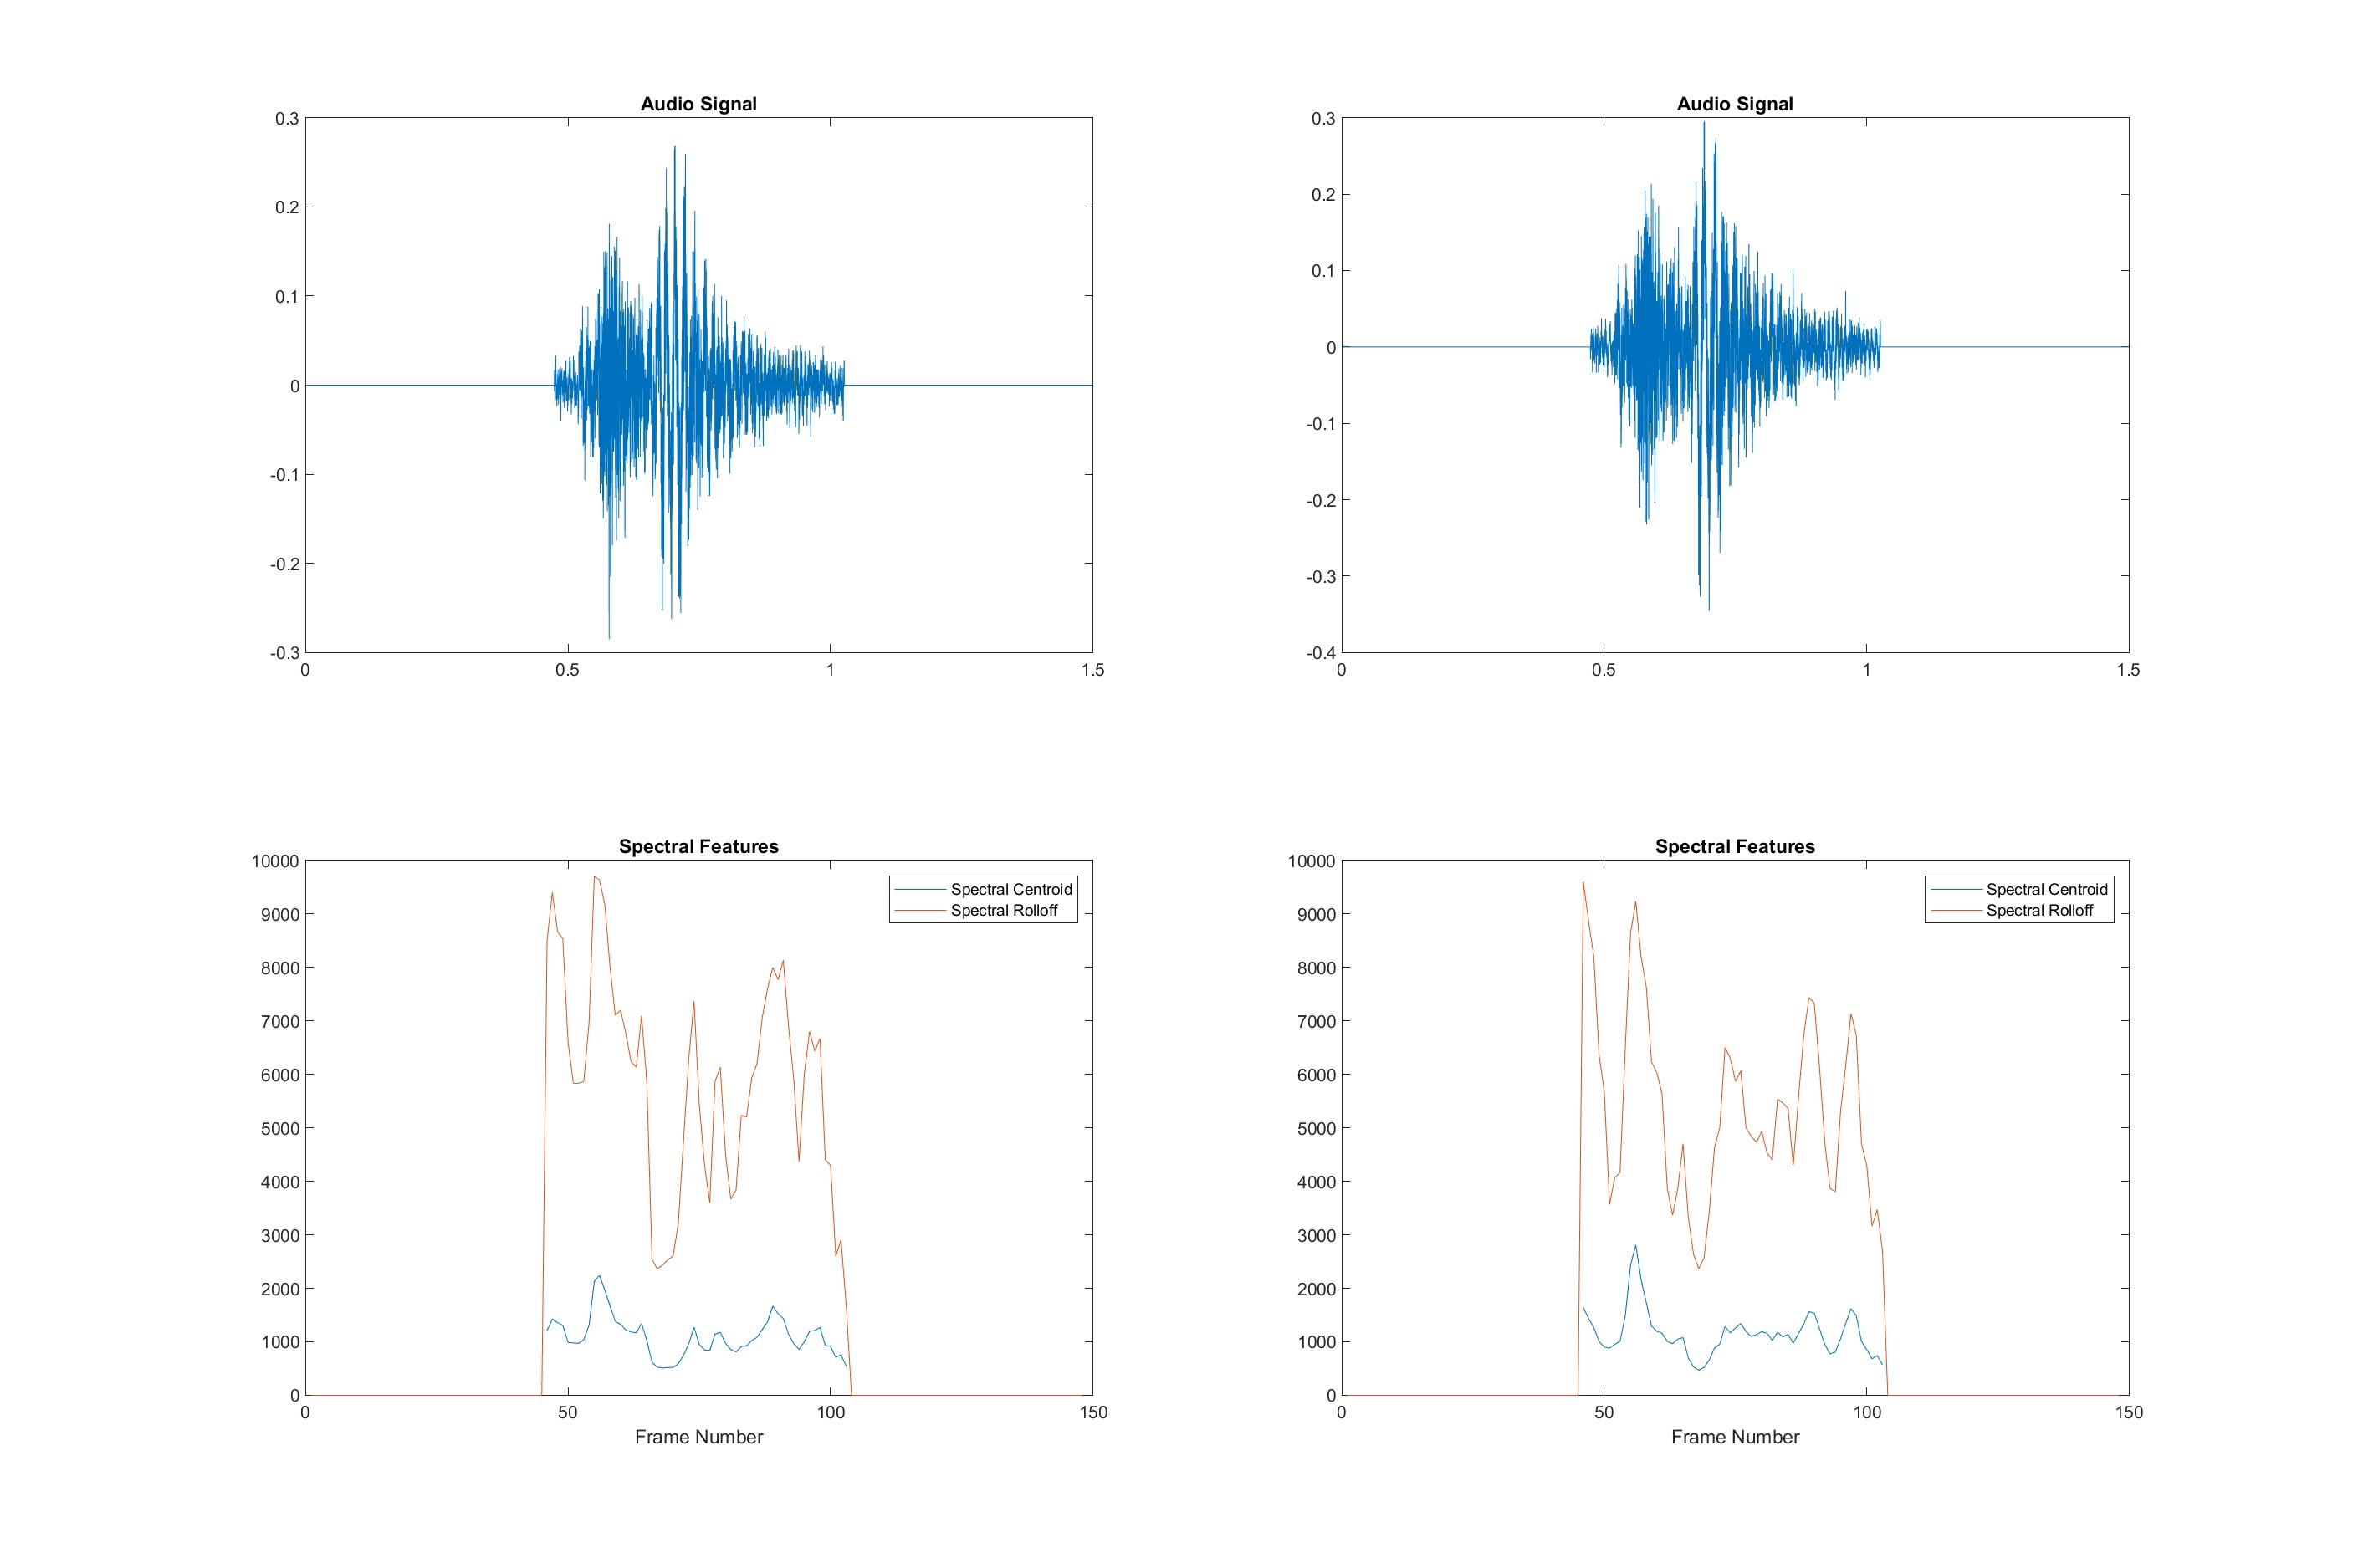 Audio Signal
0.3
0.2
0.1
0
-0.1
-0.2
-0.3
0 0.5 1 1.5
Audio Signal
0.3
0.2
0.1
0
-0.1
-0.2
-0.3
-0.4
0 0.5 1 1.5
Spectral Features
10000
9000
8000
7000
6000
5000
4000
3000
2000
1000
0
0 50 100 150
Frame Number
Spectral Centroid
Spectral Rolloff
Spectral Features
10000
9000
8000
7000
6000
5000
4000
3000
2000
1000
0
0 50 100 150
Frame Number
Spectral Centroid
Spectral Rolloff